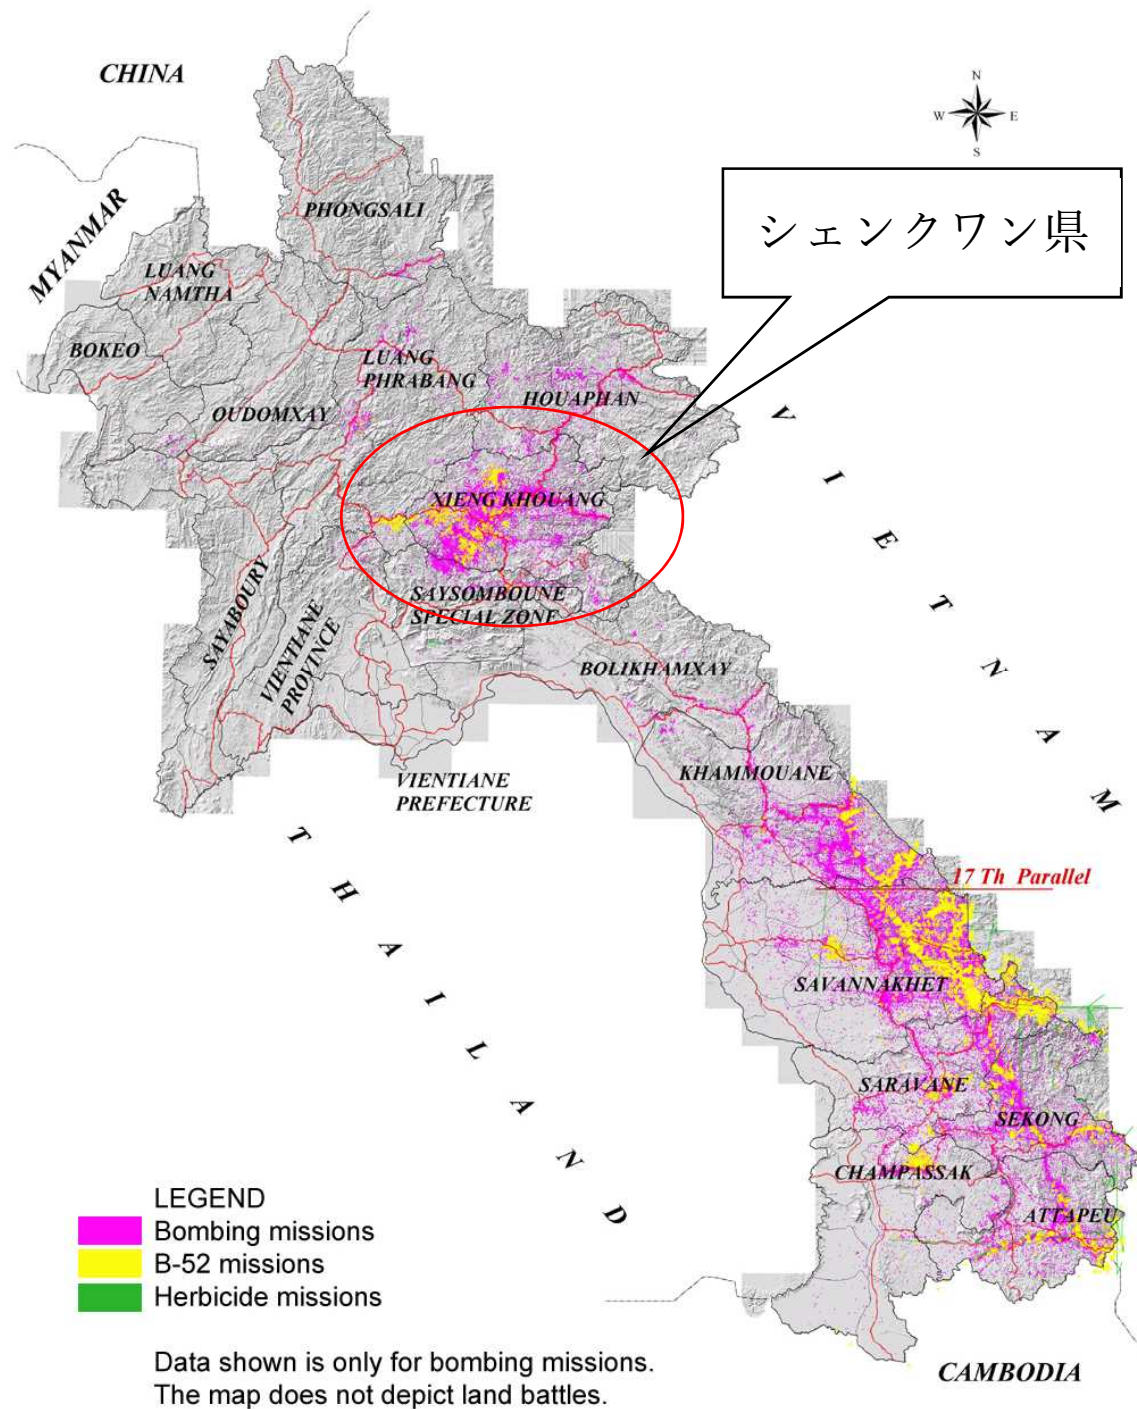 CHINA
N
W
E
S
シェンクワン県
MYANMAR
PHONGSALI
LUANG
NAMTHA
BOKEO
LUANG
PHRABANG
OUDOMXAY
HOUAPHAN
VIETNAM
XIENG KHOUANG
SAYSOMBOUNE
SPECIAL ZONE
SAYABOURY
VIENTIANE
PROVINCE
BOLIKHAMXAY
VIENTIANE
PREFECTURE
KHAMMOUANE
THAILAND
17 Th Parallel
SAVANNAKHET
SARAVANE
SEKONG
CHAMPASSAK
ATTAPEU
LEGEND
Bombing missions
B-52 missions
Herbicide missions
Data shown is only for bombing missions.
The map does not depict land battles.
CAMBODIA